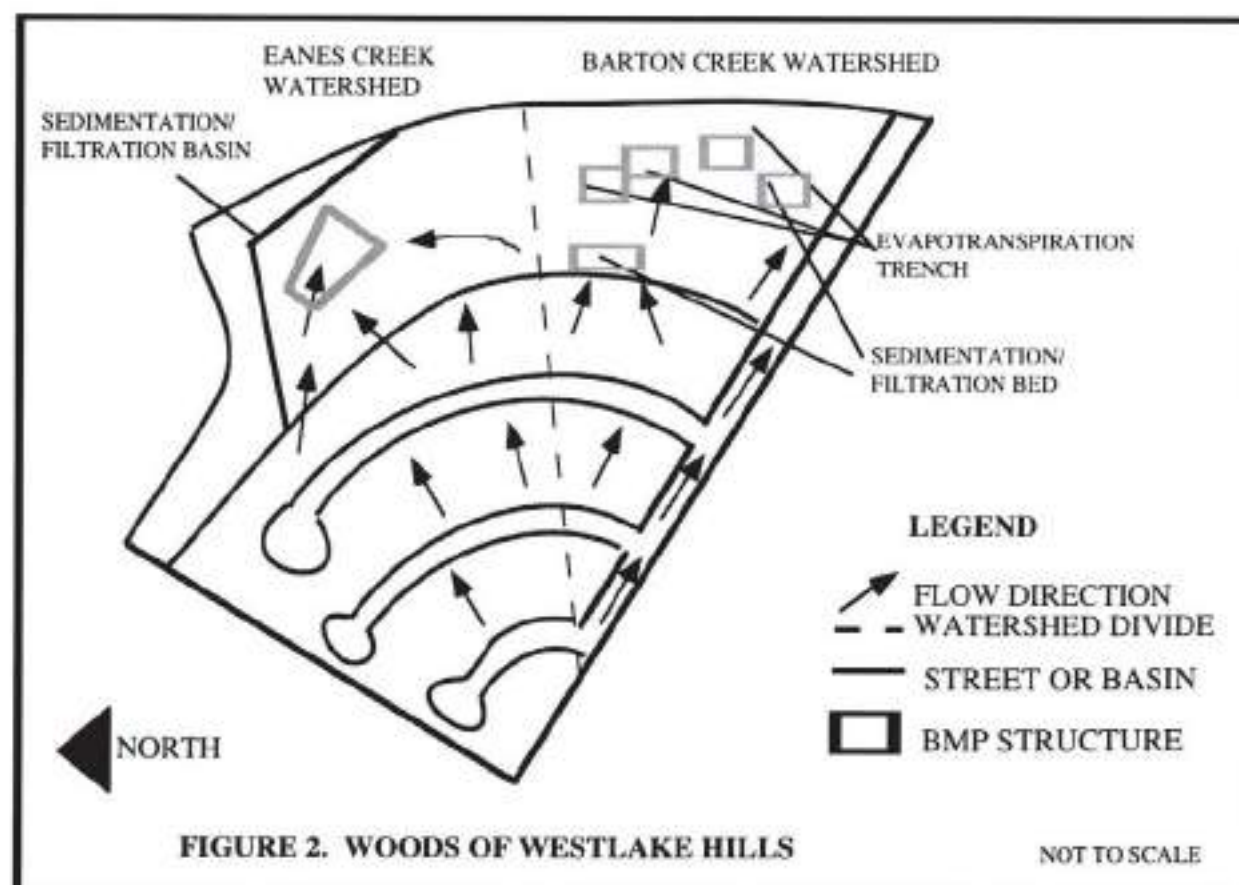 EANES CREEK
WATERSHED
BARTON CREEK WATERSHED
SEDIMENTATION/
FILTRATION BASIN
EVAPOTRANSPIRATION
TRENCH
SEDIMENTATION/
FILTRATION BED
LEGEND
FLOW DIRECTION
WATERSHED DIVIDE
STREET OR BASIN
BMP STRUCTURE
NORTH
FIGURE 2. WOODS OF WESTLAKE HILLS
NOT TO SCALE